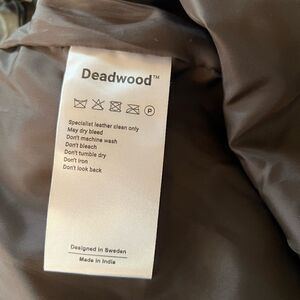 Deadwood™
P
Specialist leather clean only
May dry bleed
Don't machine wash
Don't bleach
Don't tumble dry
Don't iron
Don't look back
Designed in Sweden
Made in India